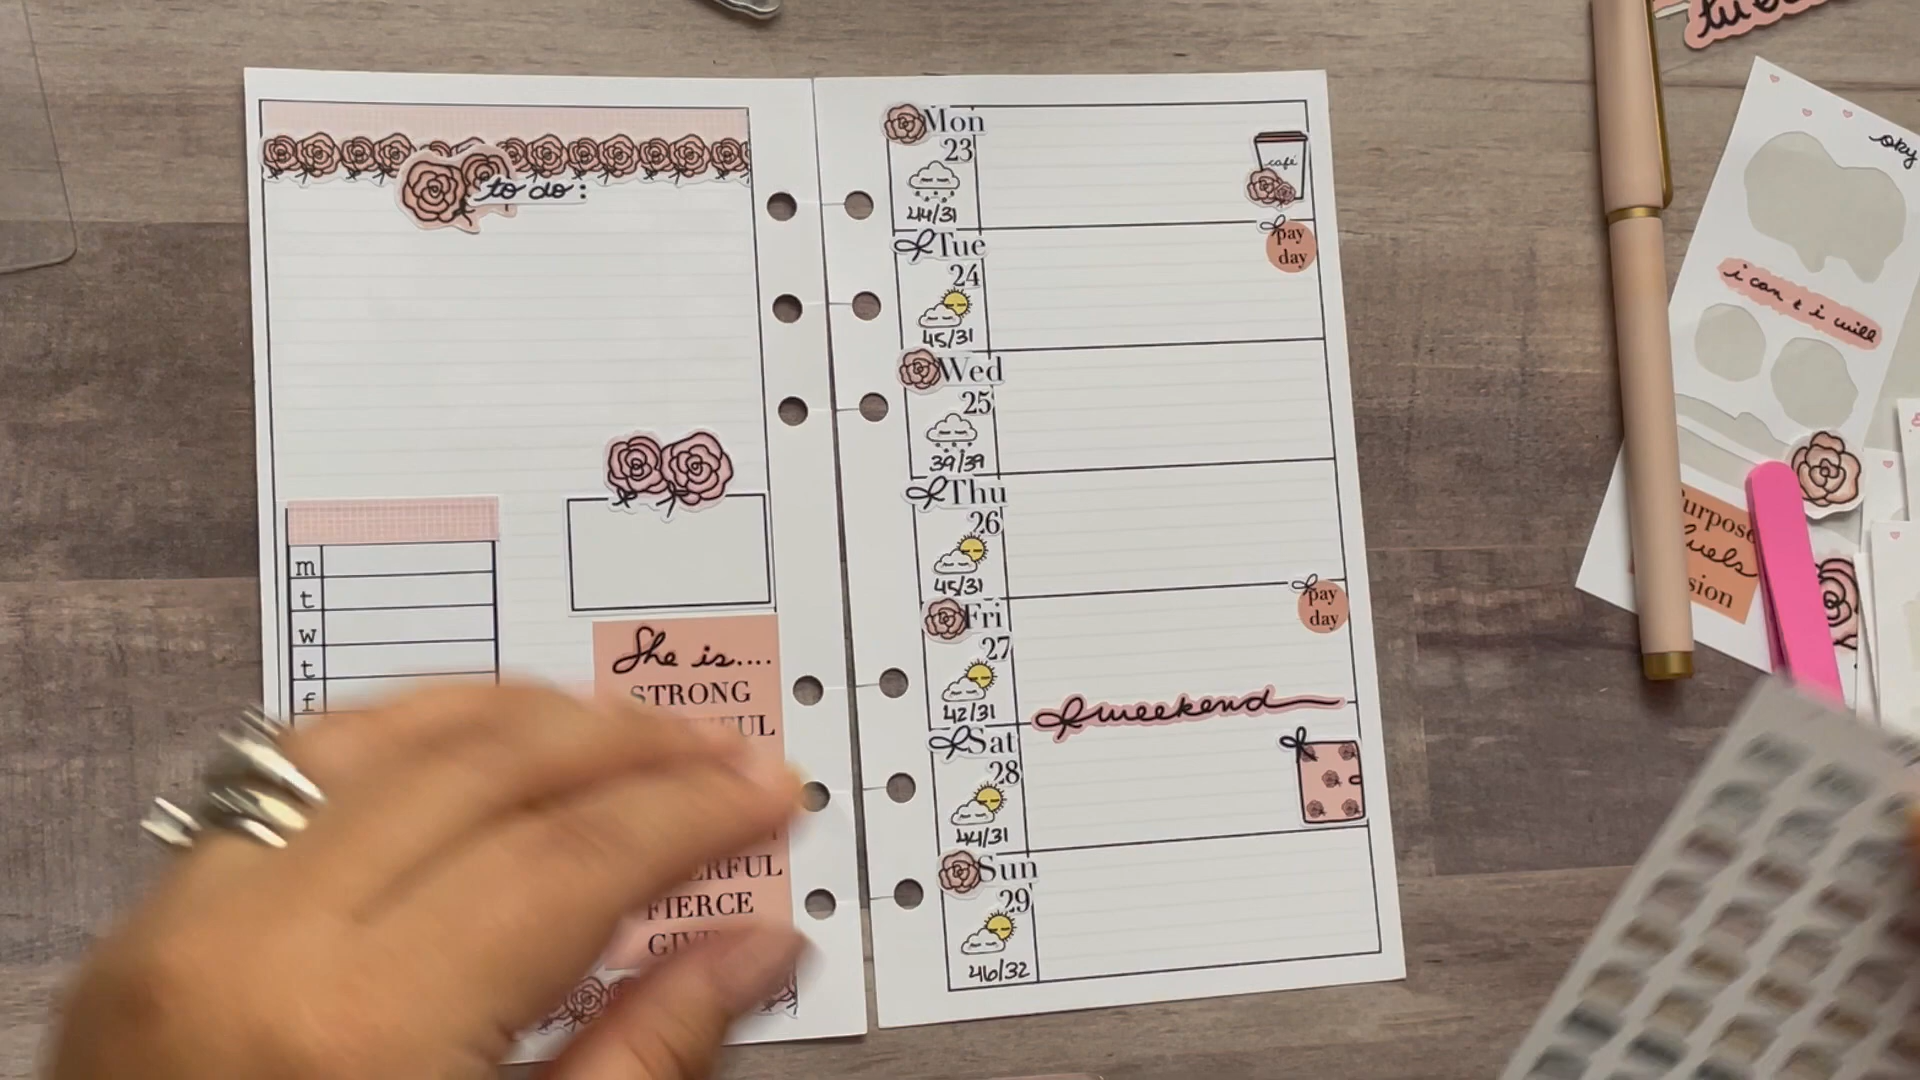 to do:
m
t
w
t
f
She is....
STRONG
FIERCE
Mon
23
44/31
café
Tue
24
45/31
pay
day
Wed
25
39/39
Thu
26
45/31
Fri
27
42/31
pay
day
weekend
Sat
28
44/31
Sun
29
46/32
oky
i can & i will